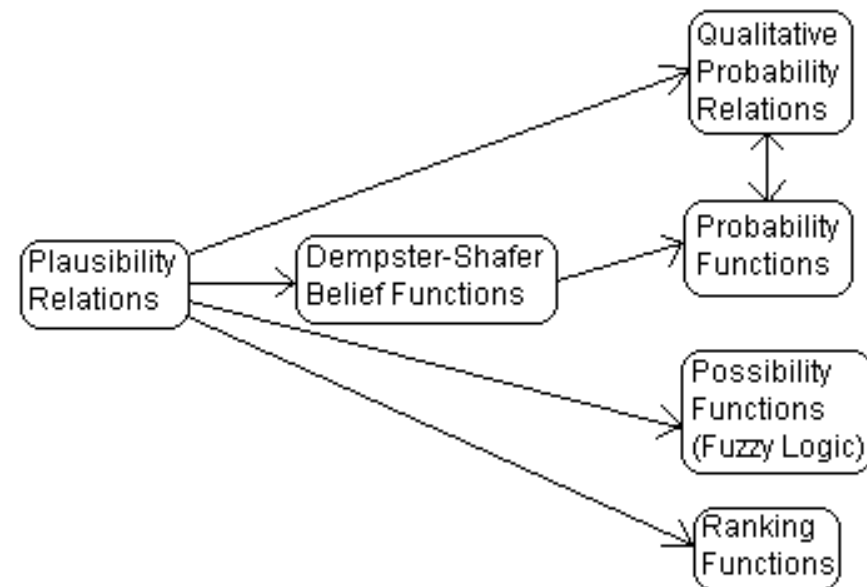 Qualitative
Probability
Relations
Plausibility
Relations
Dempster-Shafer
Belief Functions
Probability
Functions
Possibility
Functions
(Fuzzy Logic)
Ranking
Functions